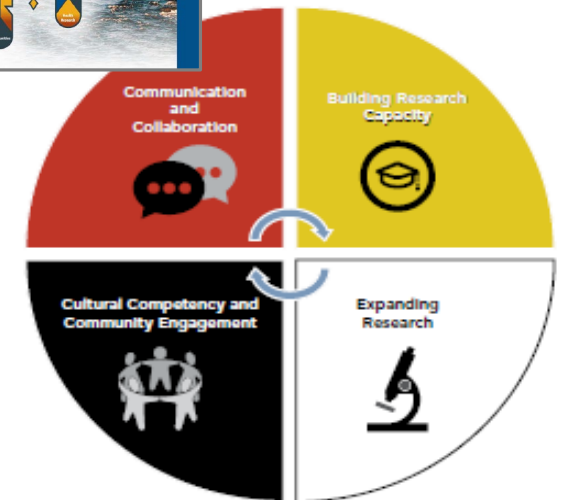 Communication
and
Collaboration
Building Research
Capacity
Cultural Competency and
Community Engagement
Expanding
Research